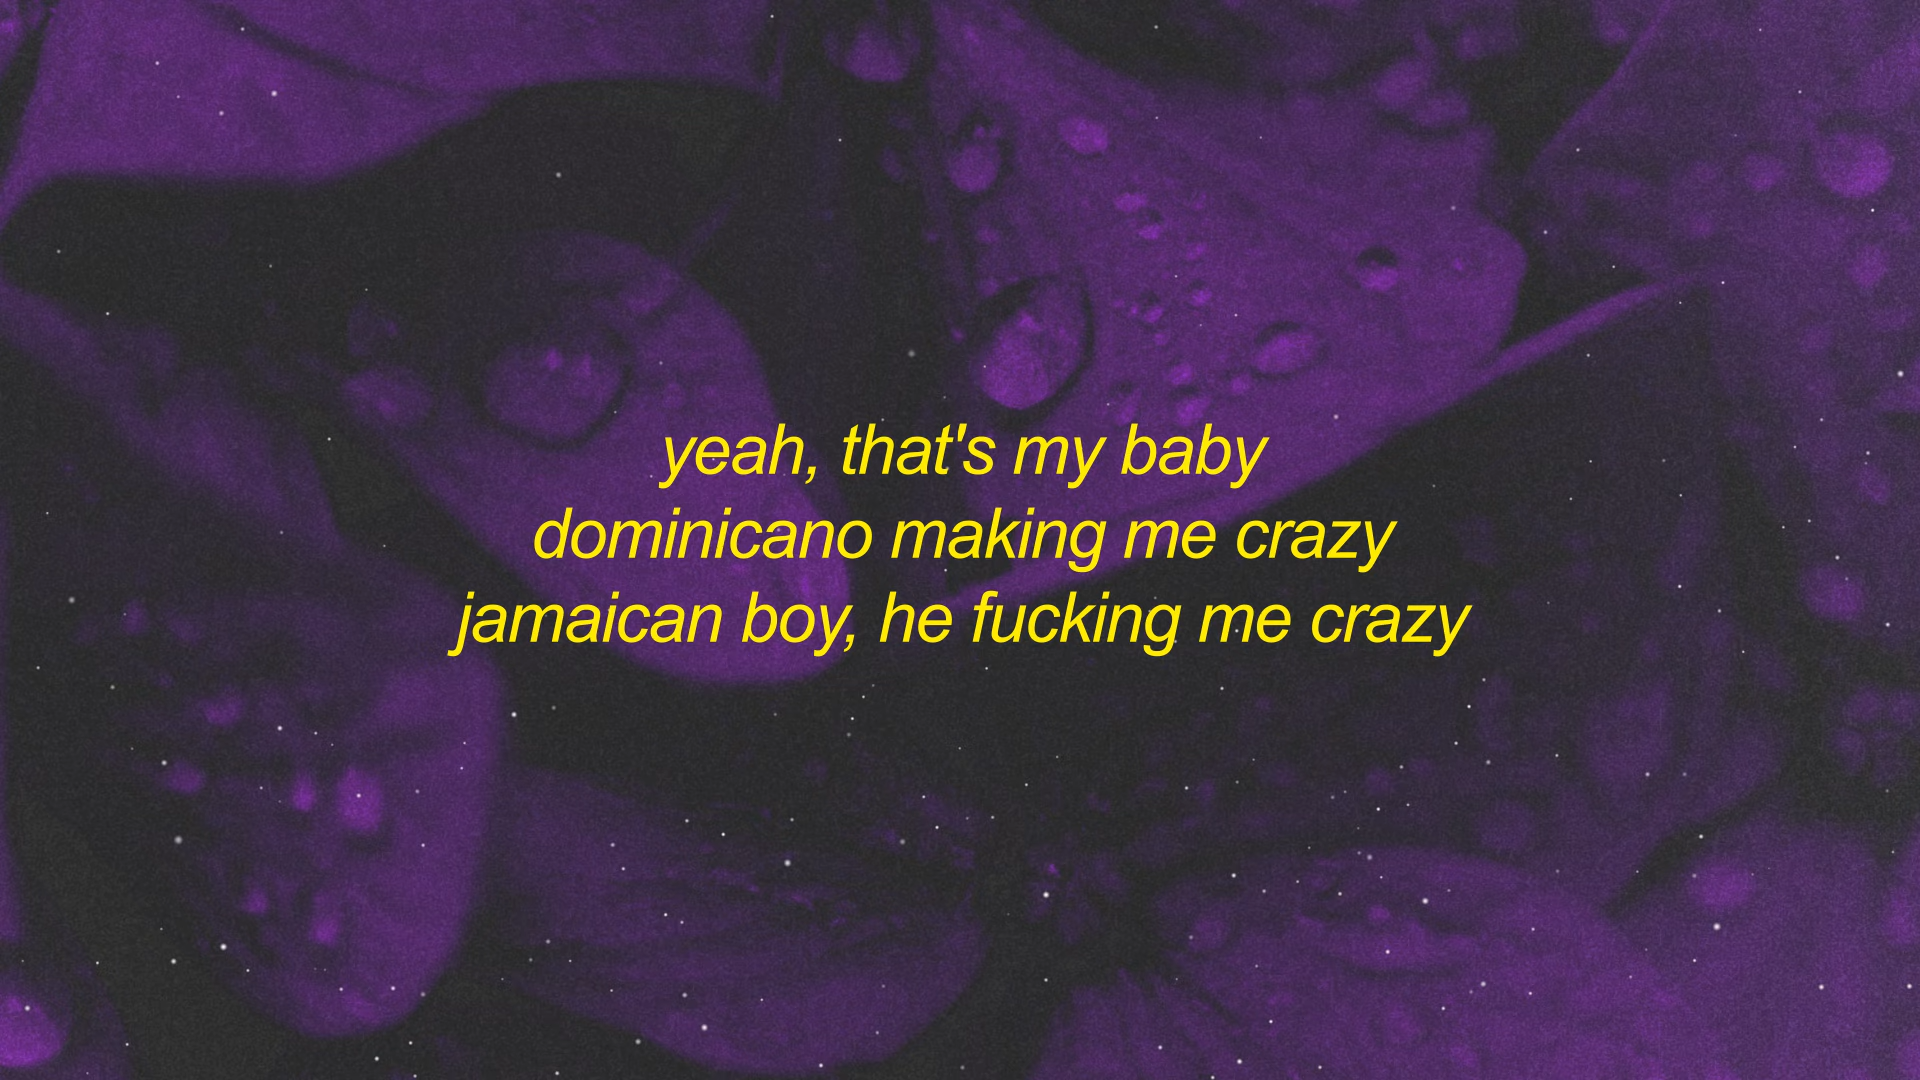 yeah, that's my baby
dominicano making me crazy
jamaican boy, he fucking me crazy